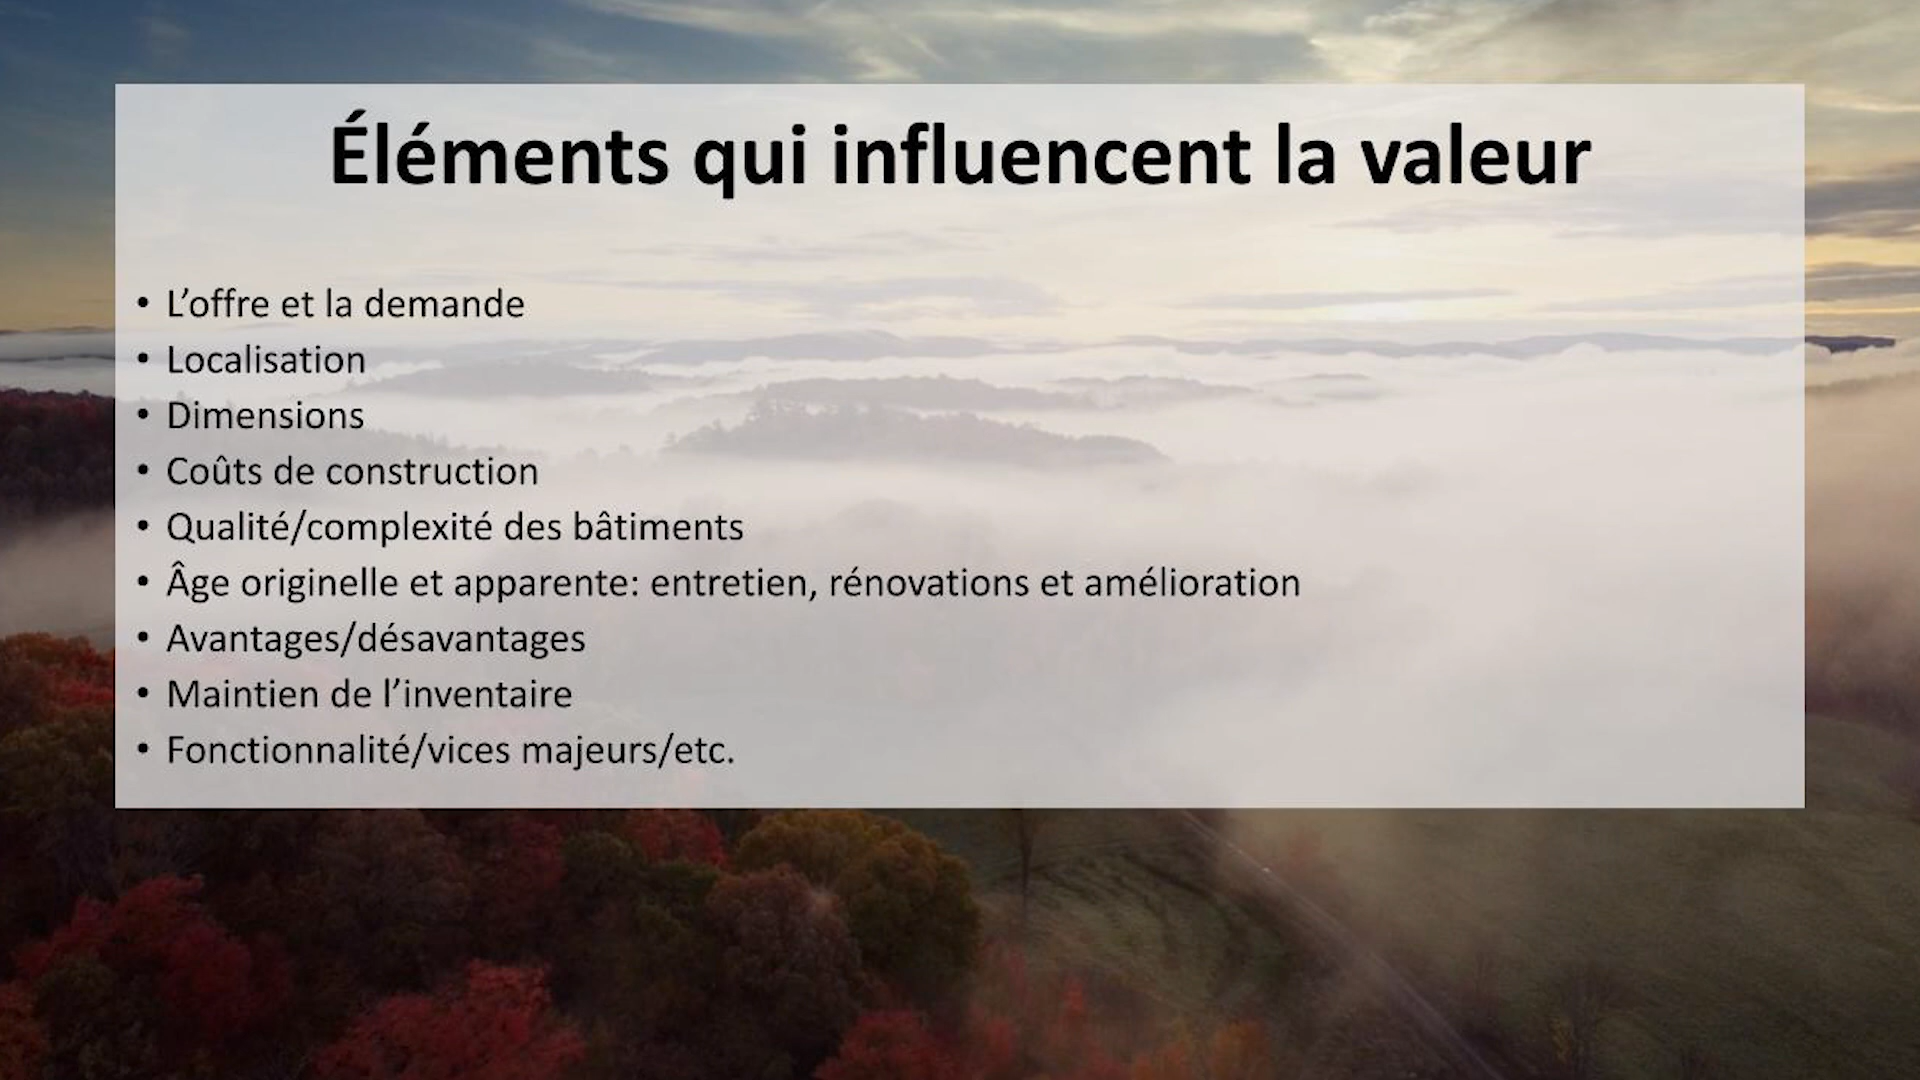 Éléments qui influencent la valeur
• L’offre et la demande
• Localisation
• Dimensions
• Coûts de construction
• Qualité/complexité des bâtiments
• Âge originelle et apparente: entretien, rénovations et amélioration
• Avantages/désavantages
• Maintien de l’inventaire
• Fonctionnalité/vices majeurs/etc.